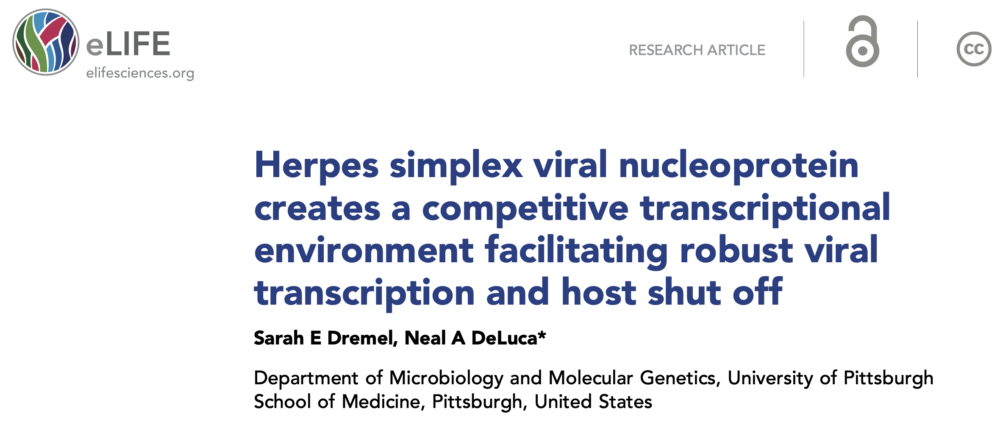 eLIFE
elifesciences.org
RESEARCH ARTICLE
cc
Herpes simplex viral nucleoprotein
creates a competitive transcriptional
environment facilitating robust viral
transcription and host shut off
Sarah E Dremel, Neal A DeLuca*
Department of Microbiology and Molecular Genetics, University of Pittsburgh
School of Medicine, Pittsburgh, United States